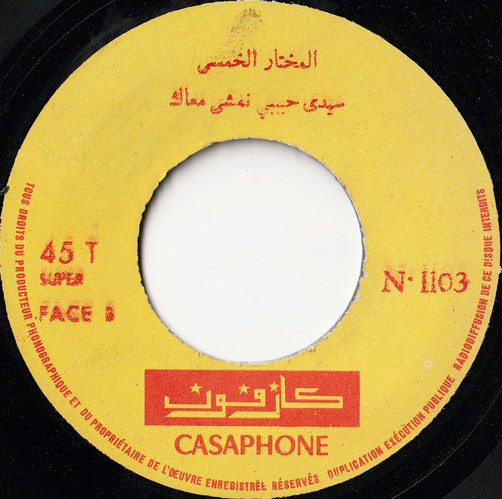 المختار الخمسي
سيدي حبيبي نمشي معاك
45 T
SUPER
FACE B
N· 1103
كازفون
CASAPHONE
TOUS DROITS DU PRODUCTEUR PHONOGRAPHIQUE ET DU PROPRIÉTAIRE DE L'ŒUVRE ENREGISTRÉE RÉSERVÉS DUPLICATION EXÉCUTION PUBLIQUE RADIODIFFUSION DE CE DISQUE INTERDITS